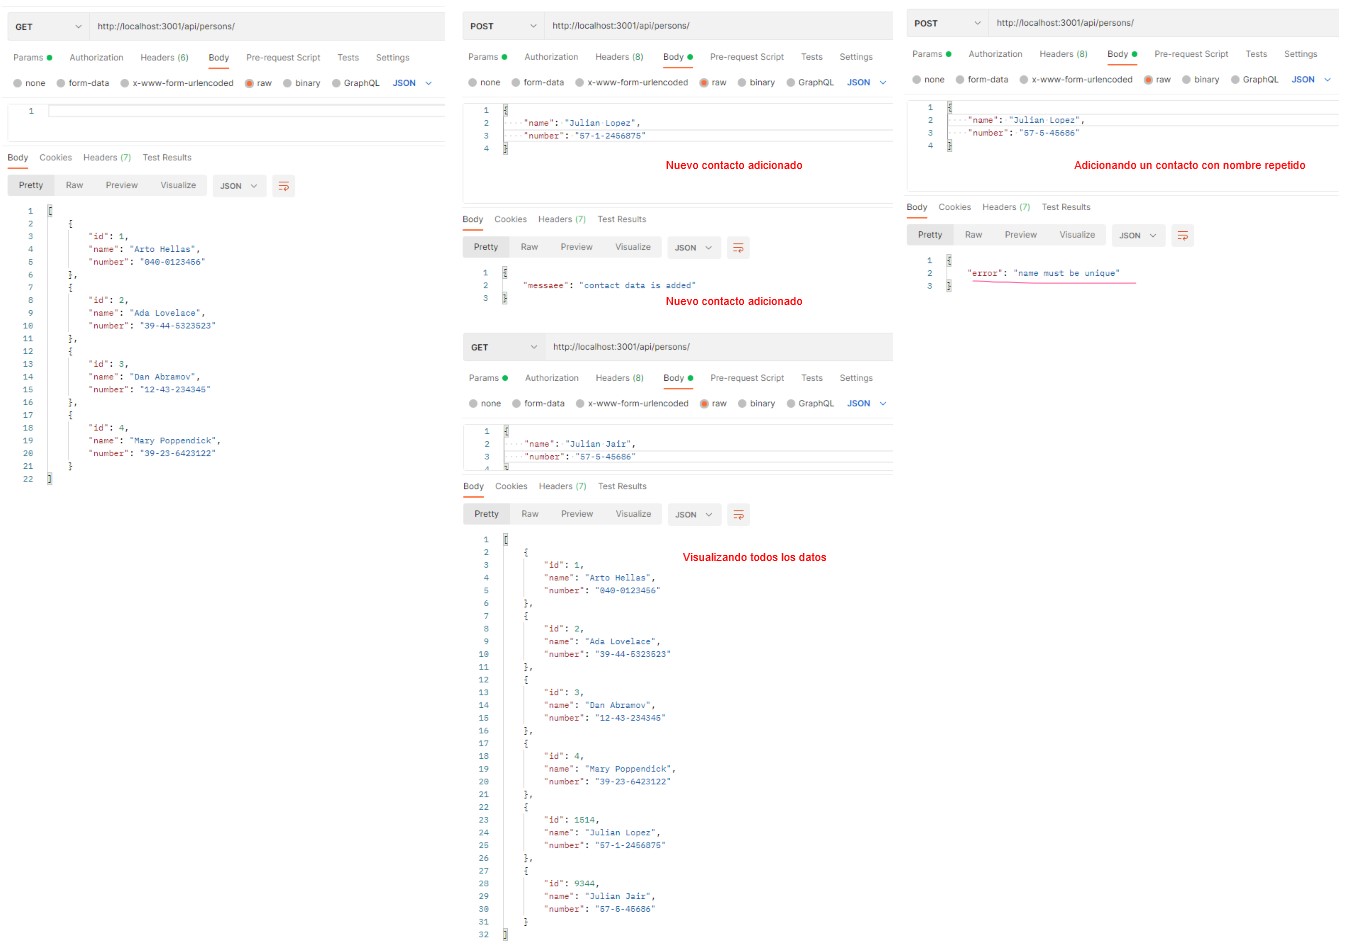 GET http://localhost:3001/api/persons/
Params Authorization Headers (6) Body Pre-request Script Tests Settings
none form-data x-www-form-urlencoded raw binary GraphQL JSON
1
Body Cookies Headers (7) Test Results
Pretty Raw Preview Visualize JSON
1 [
2 {
3 "id": 1,
4 "name": "Arto Hellas",
5 "number": "040-0123456"
6 },
7 {
8 "id": 2,
9 "name": "Ada Lovelace",
10 "number": "39-44-5323523"
11 },
12 {
13 "id": 3,
14 "name": "Dan Abramov",
15 "number": "12-43-234345"
16 },
17 {
18 "id": 4,
19 "name": "Mary Poppendick",
20 "number": "39-23-6423122"
21 }
22 ]
POST http://localhost:3001/api/persons/
Params Authorization Headers (8) Body Pre-request Script Tests Settings
none form-data x-www-form-urlencoded raw binary GraphQL JSON
1 {
2 "name": "Julian Lopez",
3 "number": "57-1-2456875"
4 }
Nuevo contacto adicionado
Body Cookies Headers (7) Test Results
Pretty Raw Preview Visualize JSON
1 {
2 "messaee": "contact data is added"
3 }
Nuevo contacto adicionado
GET http://localhost:3001/api/persons/
Params Authorization Headers (8) Body Pre-request Script Tests Settings
none form-data x-www-form-urlencoded raw binary GraphQL JSON
1 {
2 "name": "Julian Jair",
3 "number": "57-5-45686"
4 }
Body Cookies Headers (7) Test Results
Pretty Raw Preview Visualize JSON
Visualizando todos los datos
1 [
2 {
3 "id": 1,
4 "name": "Arto Hellas",
5 "number": "040-0123456"
6 },
7 {
8 "id": 2,
9 "name": "Ada Lovelace",
10 "number": "39-44-5323523"
11 },
12 {
13 "id": 3,
14 "name": "Dan Abramov",
15 "number": "12-43-234345"
16 },
17 {
18 "id": 4,
19 "name": "Mary Poppendick",
20 "number": "39-23-6423122"
21 },
22 {
23 "id": 1514,
24 "name": "Julian Lopez",
25 "number": "57-1-2456875"
26 },
27 {
28 "id": 9344,
29 "name": "Julian Jair",
30 "number": "57-5-45686"
31 }
32 ]
POST http://localhost:3001/api/persons/
Params Authorization Headers (8) Body Pre-request Script Tests Settings
none form-data x-www-form-urlencoded raw binary GraphQL JSON
1 {
2 "name": "Julian Lopez",
3 "number": "57-5-45686"
4 }
Adicionando un contacto con nombre repetido
Body Cookies Headers (7) Test Results
Pretty Raw Preview Visualize JSON
1 {
2 "error": "name must be unique"
3 }